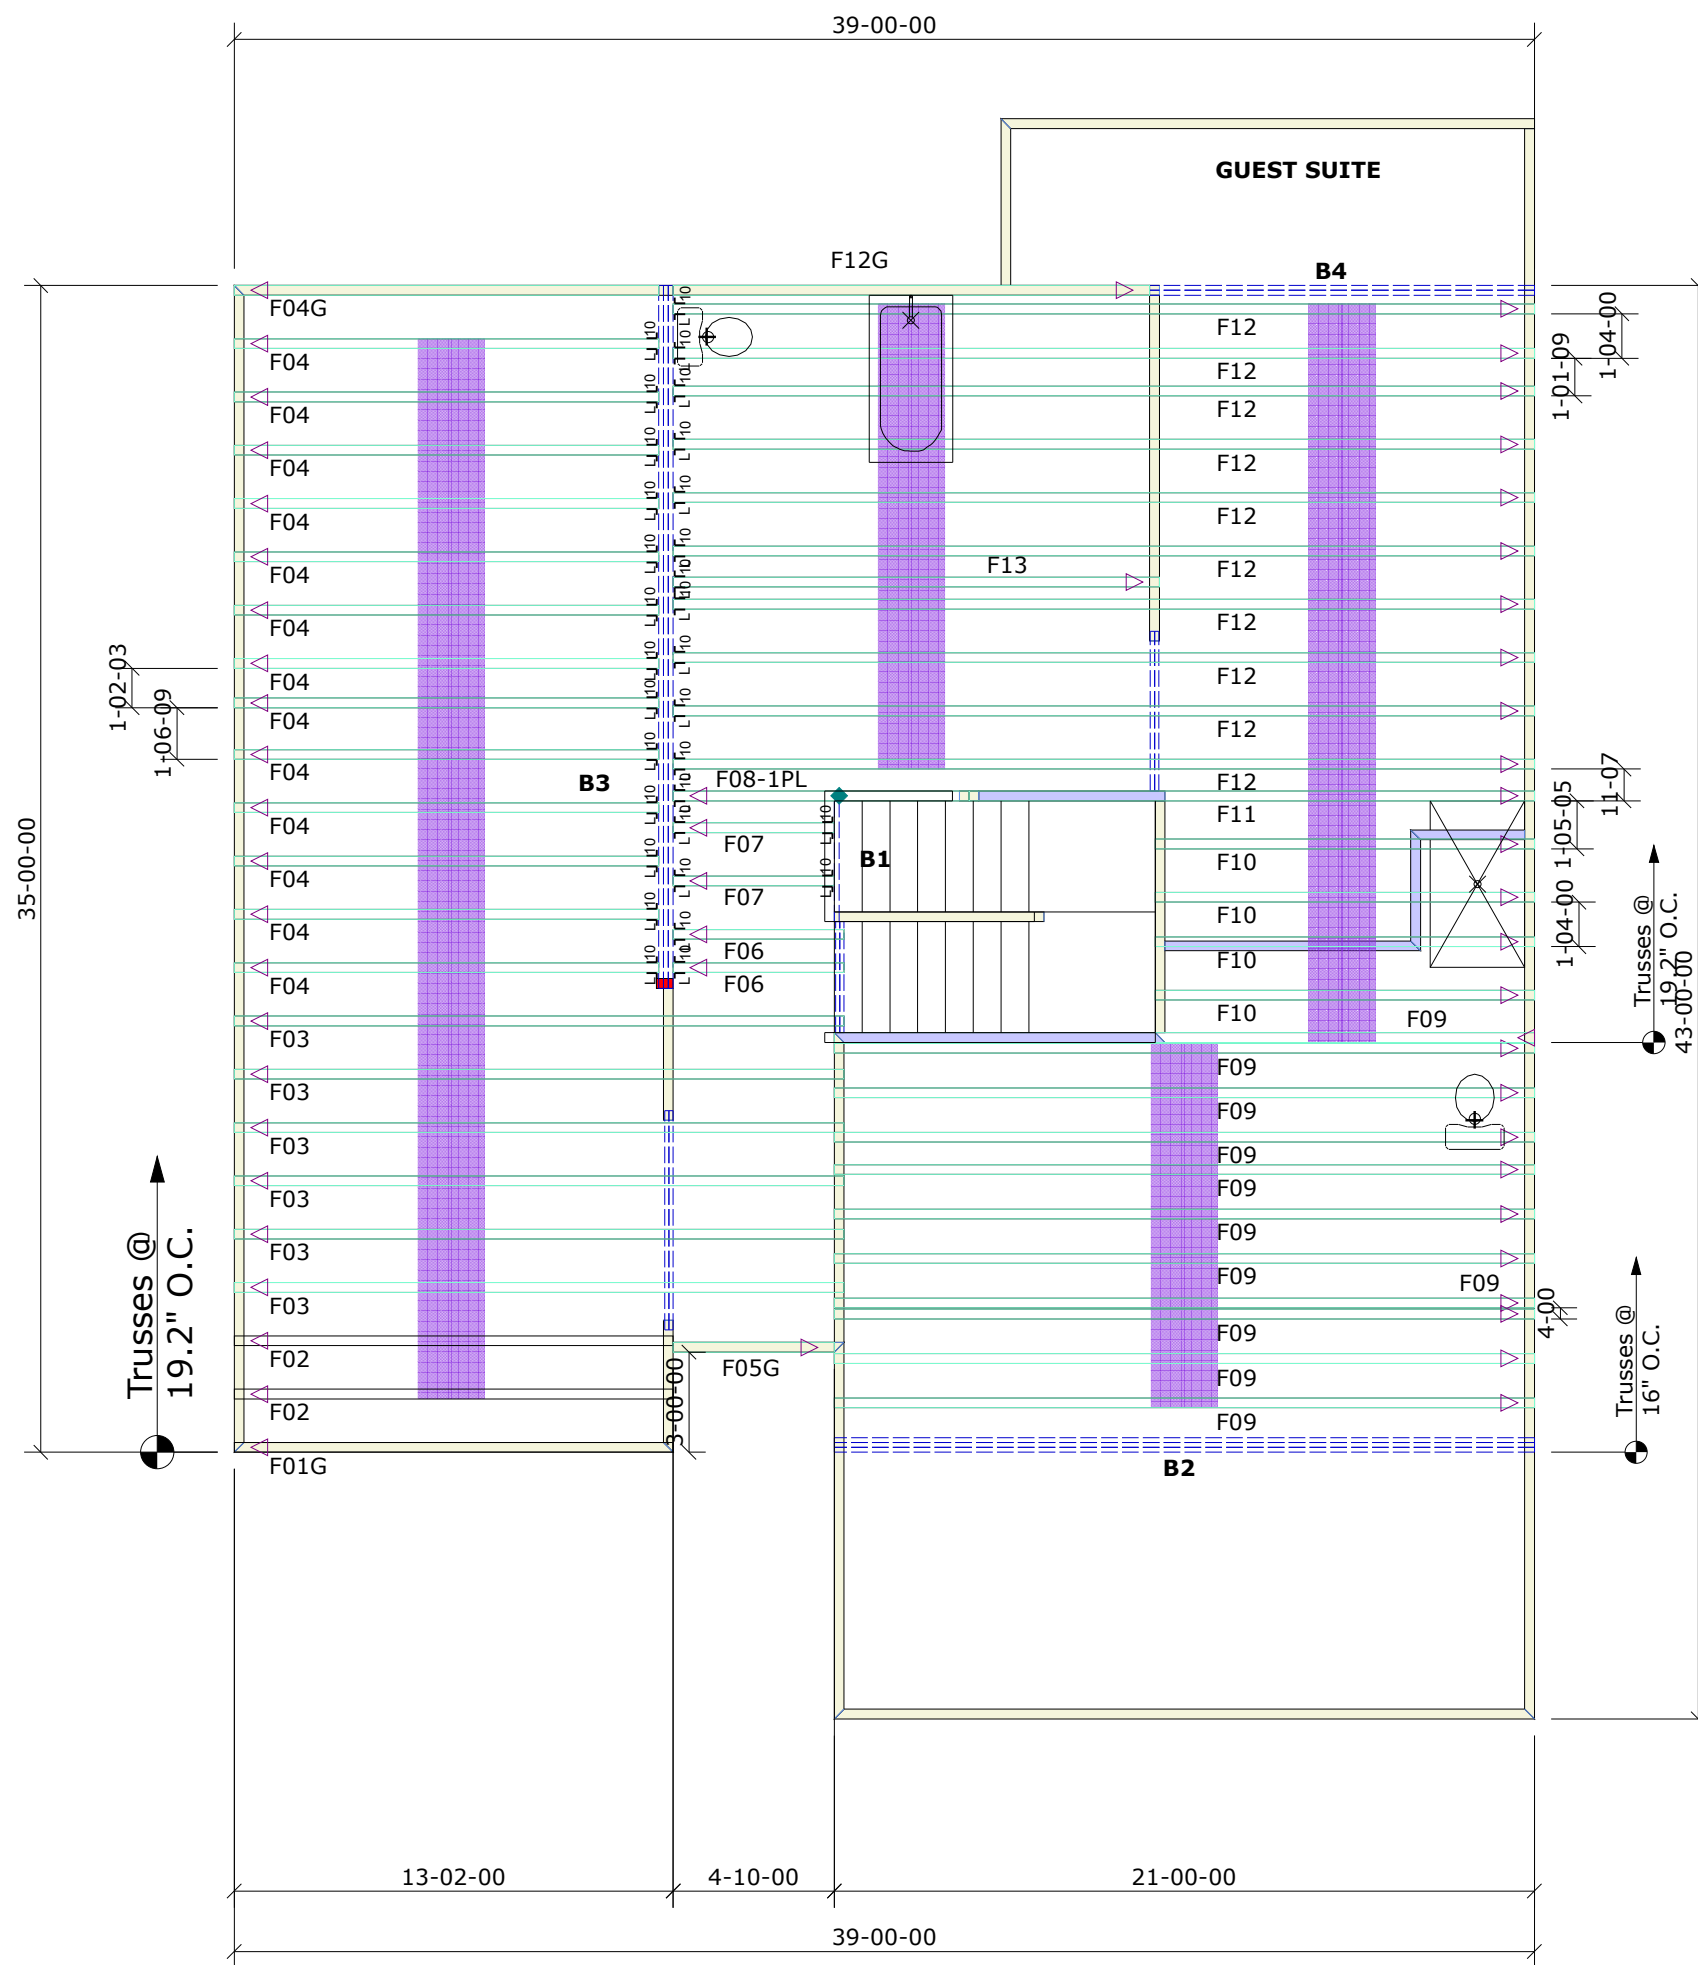 39-00-00
GUEST SUITE
F12G
B4
F04G
F12
1-04-00
F04
F12
1-01-09
F04
F12
F04
F12
F04
F12
F13
F04
F12
F04
F12
1-02-03
F04
F12
1-06-09
F04
F12
F04
B3
F08-1PL
F12
11-07
F11
F04
F07
B1
F10
1-05-05
F04
F07
F10
1-04-00
35-00-00
F04
F06
F10
F04
F06
Trusses @
19.2" O.C.
43-00-00
F03
F10
F09
F03
F09
F09
F03
F09
F03
F09
F03
F09
F03
F09
F09
4-00
Trusses @
19.2" O.C.
F02
F05G
F09
F09
Trusses @
16" O.C.
F02
3-00-00
F09
F01G
B2
13-02-00
4-10-00
21-00-00
39-00-00